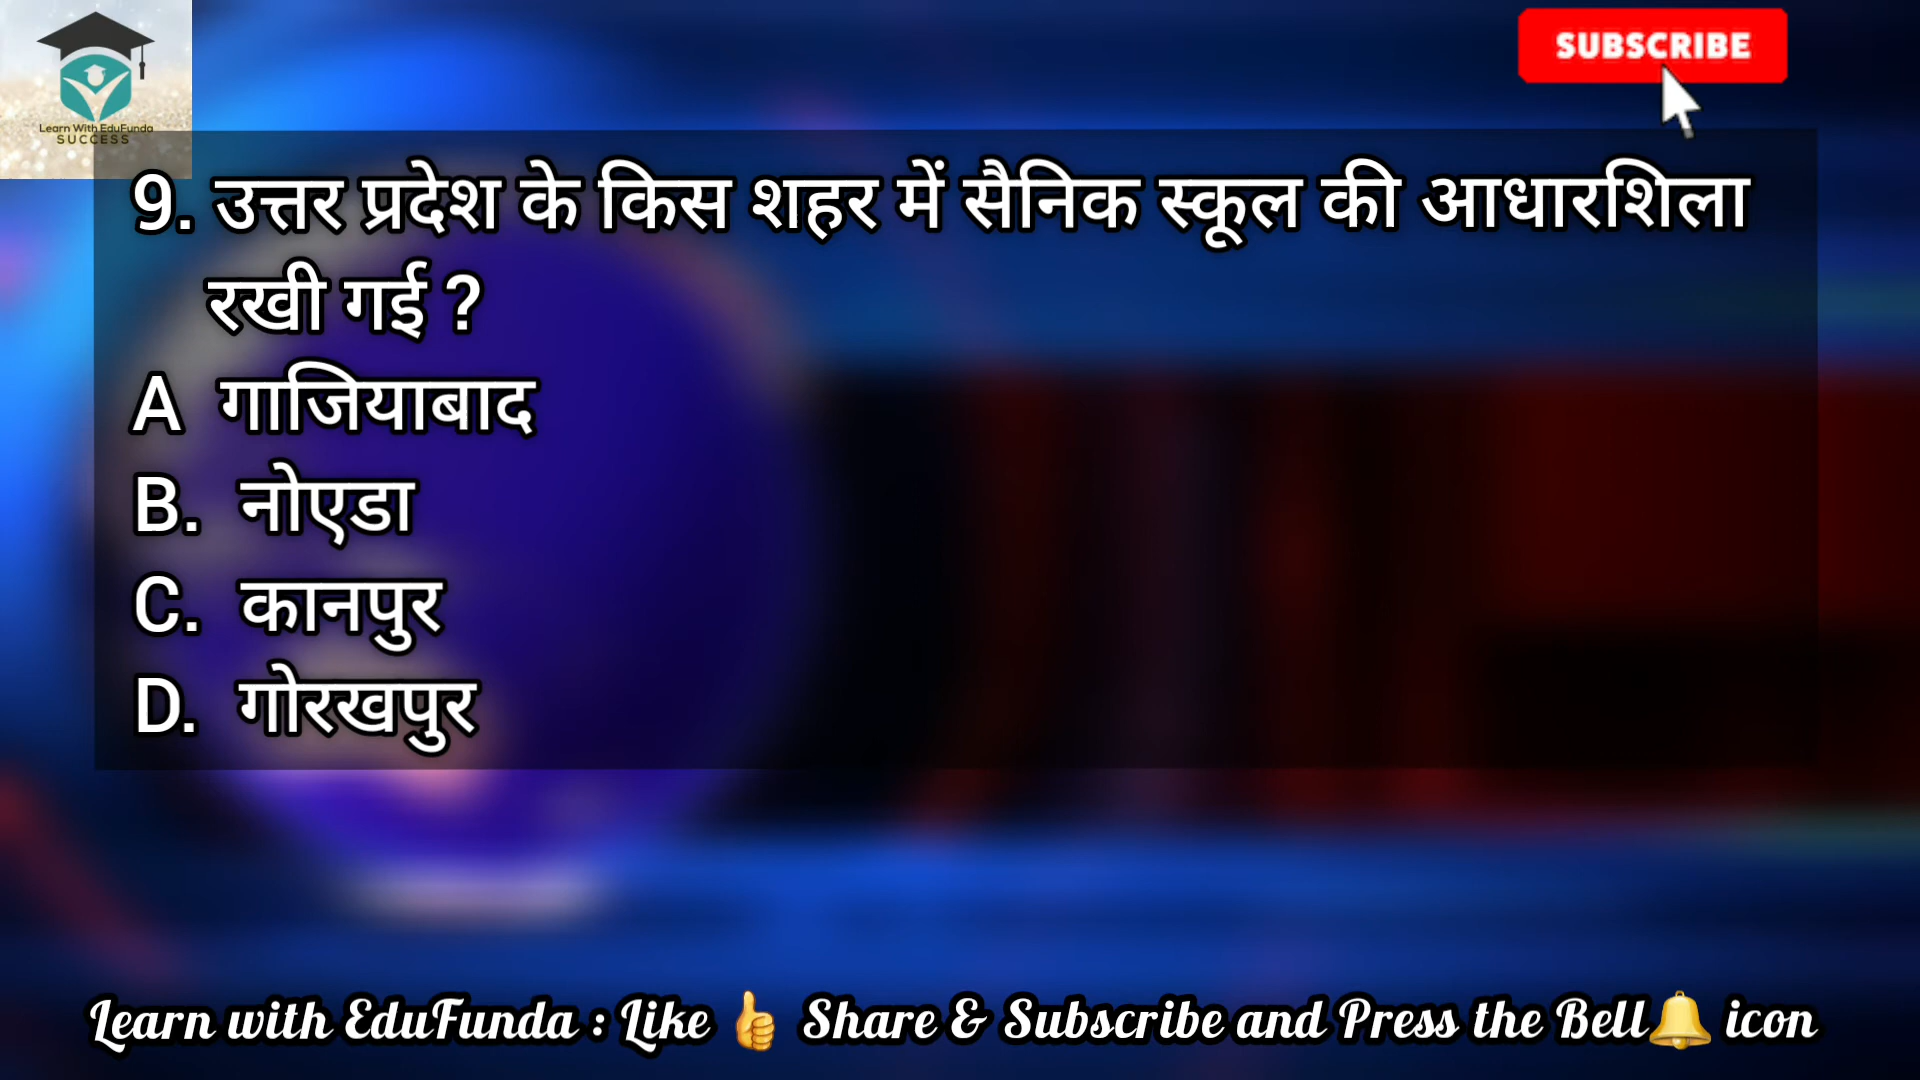 Learn With EduFunda
SUCCESS
SUBSCRIBE
9. उत्तर प्रदेश के किस शहर में सैनिक स्कूल की आधारशिला
रखी गई ?
A गाजियाबाद
B. नोएडा
C. कानपुर
D. गोरखपुर
Learn with EduFunda : Like 👍 Share & Subscribe and Press the Bell🔔 icon